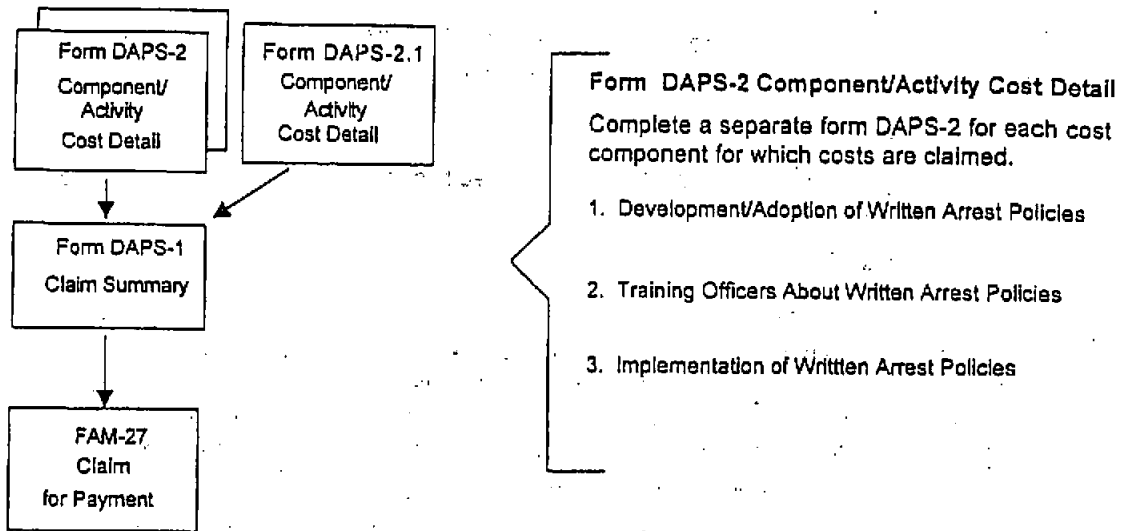 Form DAPS-2
Component/
Activity
Cost Detail
Form DAPS-2.1
Component/
Activity
Cost Detail
Form DAPS-1
Claim Summary
FAM-27
Claim
for Payment
Form DAPS-2 Component/Activity Cost Detail
Complete a separate form DAPS-2 for each cost
component for which costs are claimed.
1. Development/Adoption of Written Arrest Policies
2. Training Officers About Written Arrest Policies
3. Implementation of Writtten Arrest Policies